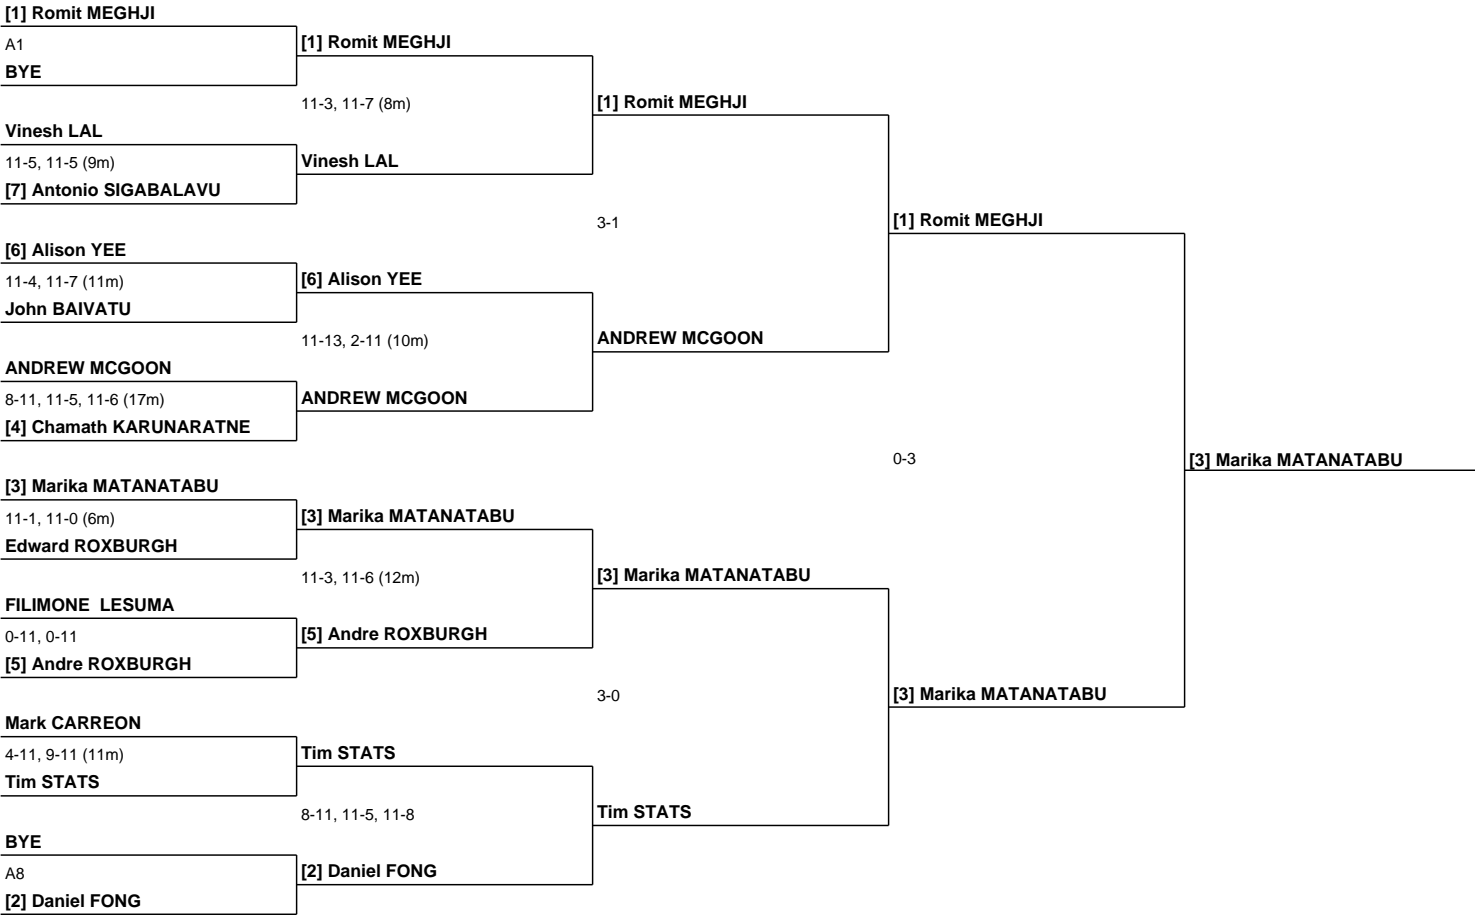 [1] Romit MEGHJI
A1
BYE
Vinesh LAL
11-5, 11-5 (9m)
[7] Antonio SIGABALAVU
[6] Alison YEE
11-4, 11-7 (11m)
John BAIVATU
ANDREW MCGOON
8-11, 11-5, 11-6 (17m)
[4] Chamath KARUNARATNE
[3] Marika MATANATABU
11-1, 11-0 (6m)
Edward ROXBURGH
FILIMONE  LESUMA
0-11, 0-11
[5] Andre ROXBURGH
Mark CARREON
4-11, 9-11 (11m)
Tim STATS
BYE
A8
[2] Daniel FONG
[1] Romit MEGHJI
11-3, 11-7 (8m)
Vinesh LAL
[6] Alison YEE
11-13, 2-11 (10m)
ANDREW MCGOON
[3] Marika MATANATABU
11-3, 11-6 (12m)
[5] Andre ROXBURGH
Tim STATS
8-11, 11-5, 11-8
[2] Daniel FONG
[1] Romit MEGHJI
3-1
ANDREW MCGOON
[3] Marika MATANATABU
3-0
Tim STATS
[1] Romit MEGHJI
0-3
[3] Marika MATANATABU
[3] Marika MATANATABU